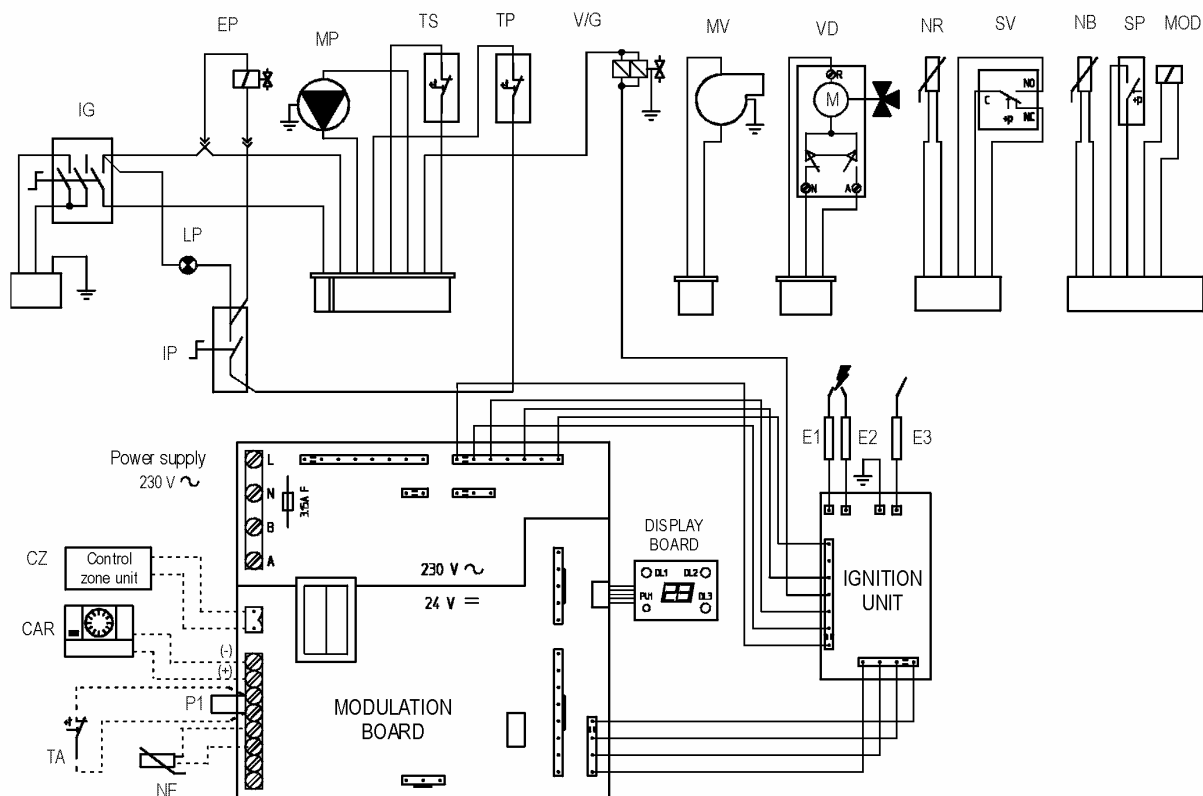 EP
MP
TS
TP
V/G
MV
VD
NR
SV
NB
SP
MOD
IG
R
M
N
A
NO
C
+p
NC
+p
LP
IP
E1
E2
E3
Power supply
230 V ~
L
N
B
A
3.15A F
230 V ~
24 V =
DISPLAY
BOARD
DL1
DL2
PU1
DL3
IGNITION
UNIT
CZ
Control
zone unit
CAR
(-)
(+)
P1
TA
NE
MODULATION
BOARD